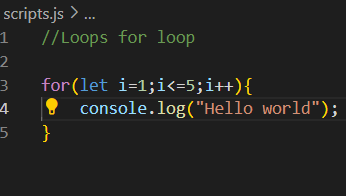 scripts.js > ...
1 //Loops for loop
2
3 for(let i=1;i<=5;i++){
4 console.log("Hello world");
5 }